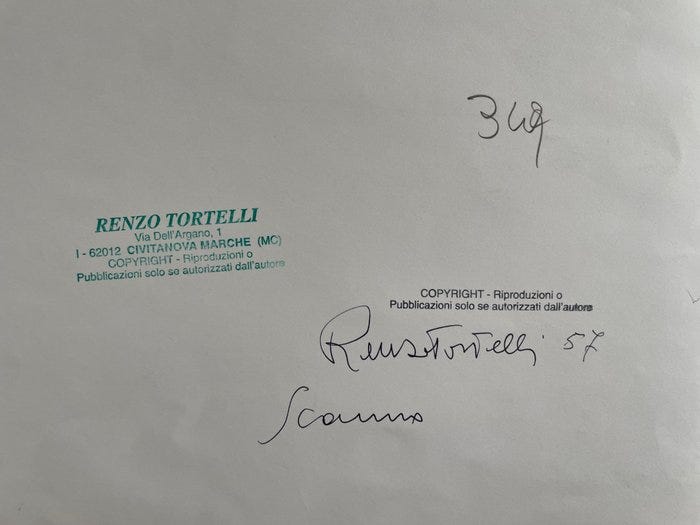 349
RENZO TORTELLI
Via Dell'Argano, 1
I - 62012 CIVITANOVA MARCHE (MC)
COPYRIGHT - Riproduzioni o
Pubblicazioni solo se autorizzati dall'autore
COPYRIGHT - Riproduzioni o
Pubblicazioni solo se autorizzati dall'autore
Renzo Tortelli 57
Scanno